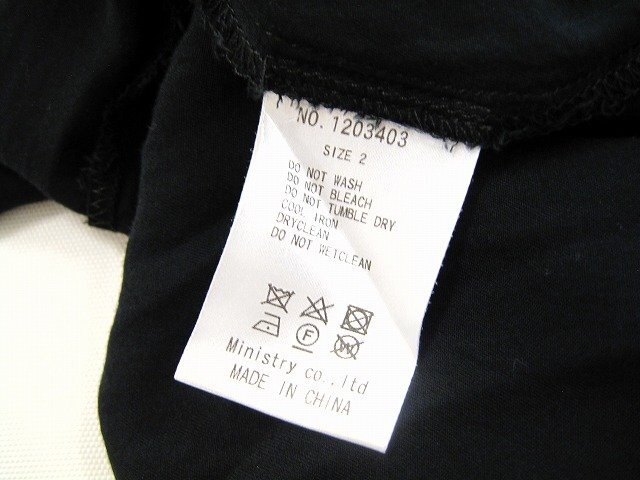 NO. 1203403
SIZE 2
DO NOT WASH
DO NOT BLEACH
DO NOT TUMBLE DRY
COOL IRON
DRYCLEAN
DO NOT WETCLEAN
F
W
Ministry co.,ltd
MADE IN CHINA